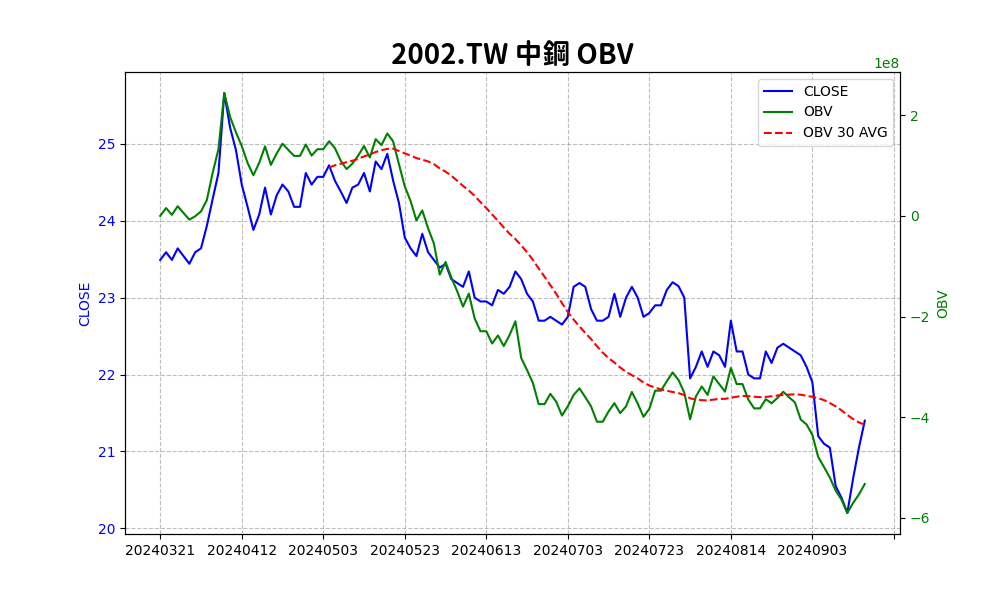 2002.TW 中鋼 OBV
1e8
CLOSE
OBV
OBV 30 AVG
25
24
23
22
21
20
CLOSE
2
0
−2
−4
−6
OBV
20240321 20240412 20240503 20240523 20240613 20240703 20240723 20240814 20240903